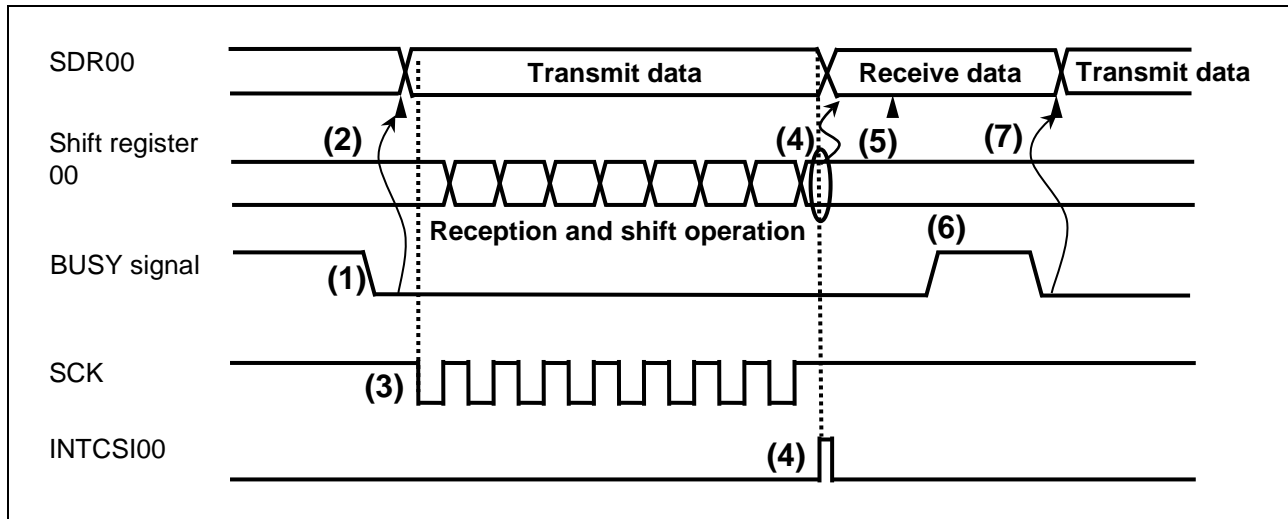 SDR00
Transmit data
Receive data
Transmit data
(2)
(4)
(5)
(7)
Shift register
00
Reception and shift operation
(6)
BUSY signal
(1)
SCK
(3)
INTCSI00
(4)